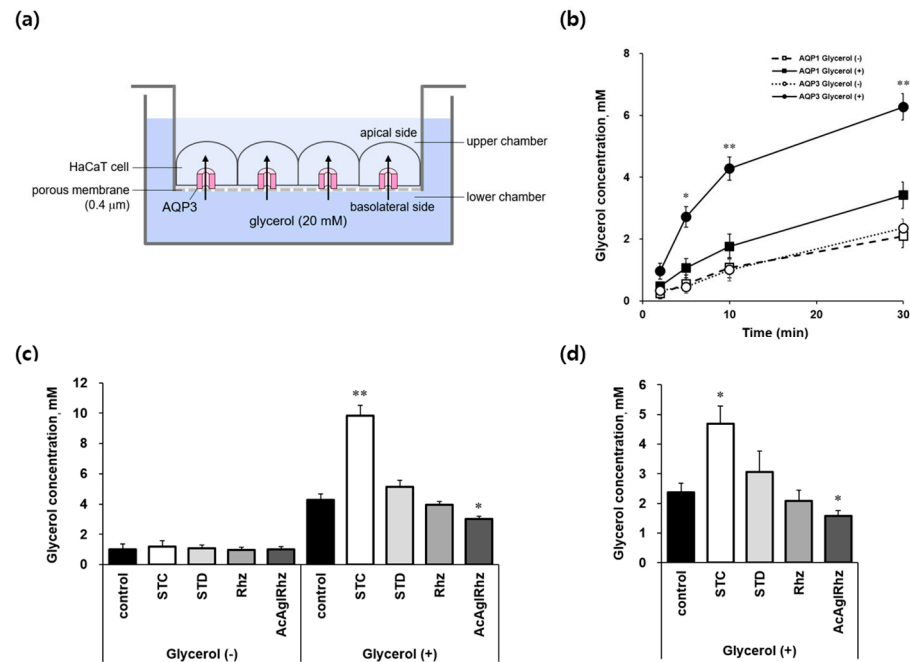 (a)
apical side
upper chamber
HaCaT cell
porous membrane
(0.4 μm)
AQP3
basolateral side
lower chamber
glycerol (20 mM)
(b)
Glycerol concentration, mM
8
6
4
2
0
AQP1 Glycerol (-)
AQP1 Glycerol (+)
AQP3 Glycerol (-)
AQP3 Glycerol (+)
*
**
**
0
10
20
30
Time (min)
(c)
Glycerol concentration, mM
12
10
8
6
4
2
0
**
*
control
STC
STD
Rhz
AcAglRhz
control
STC
STD
Rhz
AcAglRhz
Glycerol (-)
Glycerol (+)
(d)
Glycerol concentration, mM
6
5
4
3
2
1
0
*
*
control
STC
STD
Rhz
AcAglRhz
Glycerol (+)